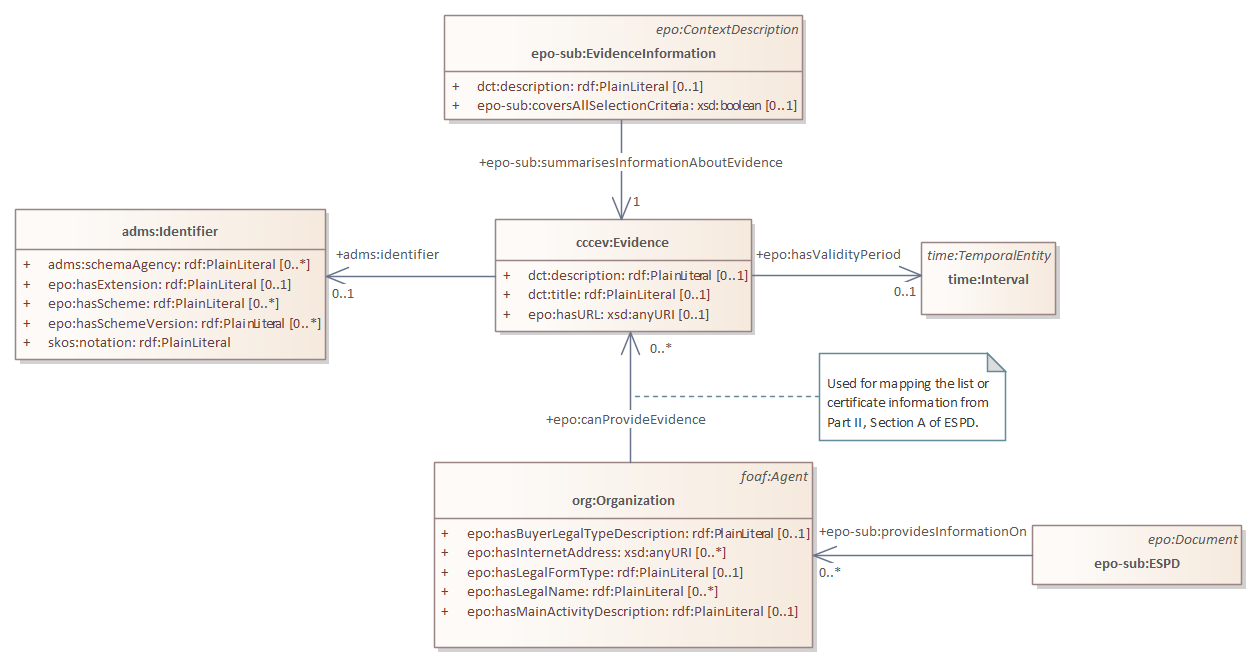 epo:ContextDescription
epo-sub:EvidenceInformation
+ dct:description: rdf:PlainLiteral [0..1]
+ epo-sub:coversAllSelectionCriteria: xsd:boolean [0..1]
+epo-sub:summarisesInformationAboutEvidence
1
adms:Identifier
+ adms:schemaAgency: rdf:PlainLiteral [0..*]
+ epo:hasExtension: rdf:PlainLiteral [0..1]
+ epo:hasScheme: rdf:PlainLiteral [0..*]
+ epo:hasSchemeVersion: rdf:PlainLiteral [0..*]
+ skos:notation: rdf:PlainLiteral
+adms:identifier
0..1
cccev:Evidence
+ dct:description: rdf:PlainLiteral [0..1]
+ dct:title: rdf:PlainLiteral [0..1]
+ epo:hasURL: xsd:anyURI [0..1]
+epo:hasValidityPeriod
0..1
time:TemporalEntity
time:Interval
0..*
+epo:canProvideEvidence
Used for mapping the list or
certificate information from
Part II, Section A of ESPD.
foaf:Agent
org:Organization
+ epo:hasBuyerLegalTypeDescription: rdf:PlainLiteral [0..1]
+ epo:hasInternetAddress: xsd:anyURI [0..*]
+ epo:hasLegalFormType: rdf:PlainLiteral [0..1]
+ epo:hasLegalName: rdf:PlainLiteral [0..*]
+ epo:hasMainActivityDescription: rdf:PlainLiteral [0..1]
+epo-sub:providesInformationOn
0..*
epo:Document
epo-sub:ESPD